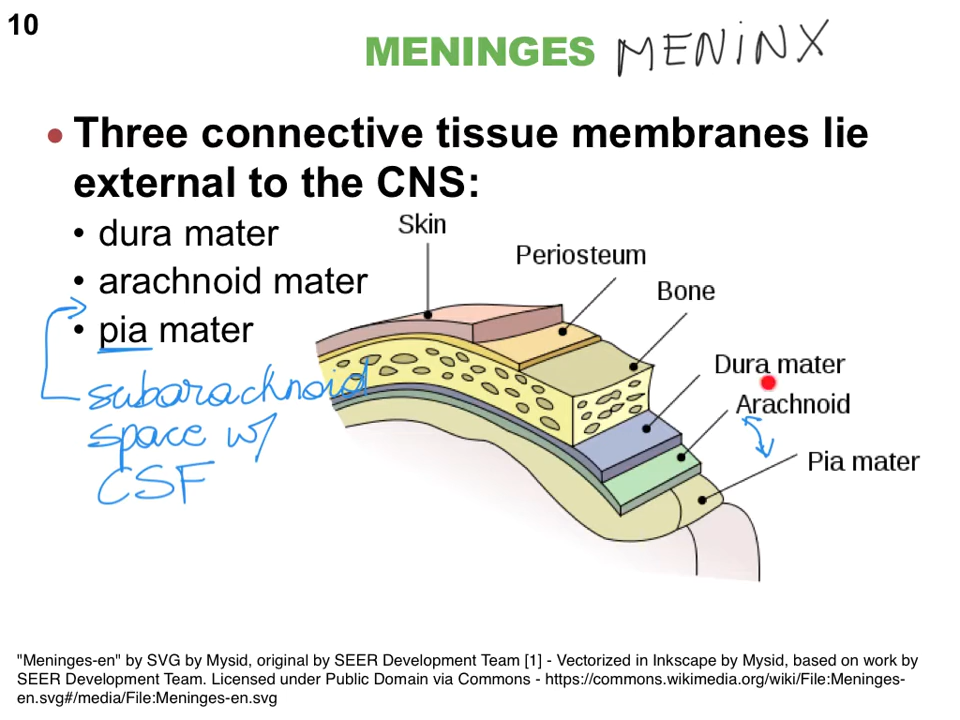 10
MENINGES MENINX
• Three connective tissue membranes lie
external to the CNS:
• dura mater
• arachnoid mater
• pia mater
subarachnoid
space w/
CSF
Skin
Periosteum
Bone
Dura mater
Arachnoid
Pia mater
"Meninges-en" by SVG by Mysid, original by SEER Development Team [1] - Vectorized in Inkscape by Mysid, based on work by
SEER Development Team. Licensed under Public Domain via Commons - https://commons.wikimedia.org/wiki/File:Meninges-
en.svg#/media/File:Meninges-en.svg